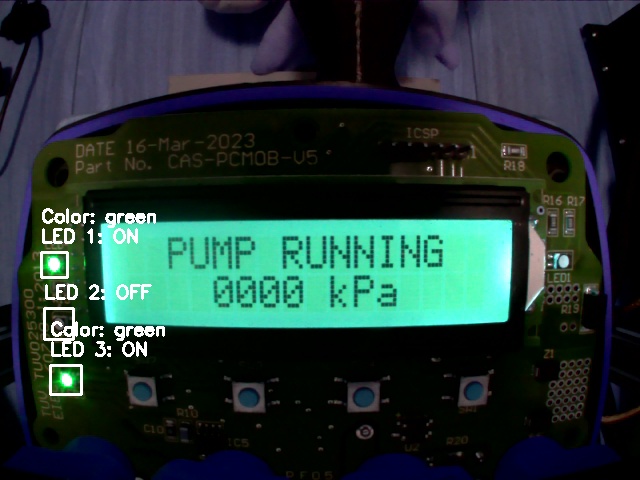 DATE 16-Mar-2023
Part No. CAS-PCMOB-V5
ICSP
R18
R16 R17
Color: green
LED 1: ON
PUMP RUNNING
0000 kPa
LED1
LED 2: OFF
R19
Color: green
LED 3: ON
Z1
R10
C10
IC5
U2
R20